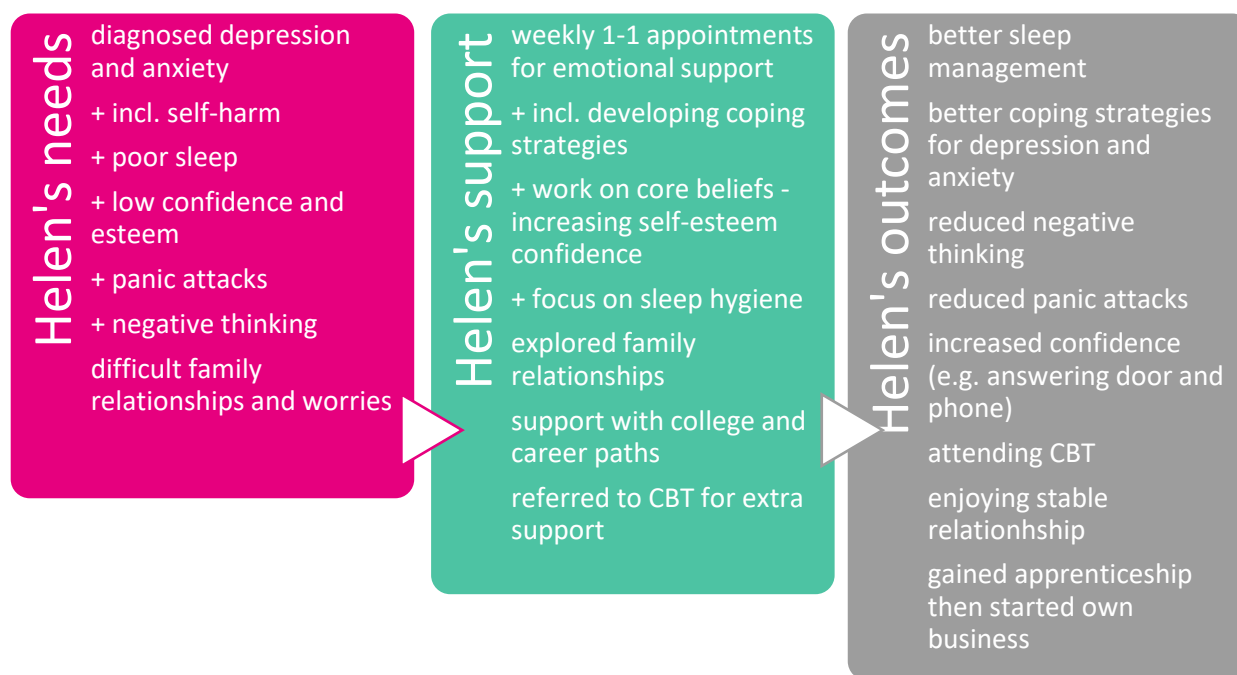 Helen's needs
diagnosed depression
and anxiety
+ incl. self-harm
+ poor sleep
+ low confidence and
esteem
+ panic attacks
+ negative thinking
difficult family
relationships and worries
Helen's support
weekly 1-1 appointments
for emotional support
+ incl. developing coping
strategies
+ work on core beliefs -
increasing self-esteem
confidence
+ focus on sleep hygiene
explored family
relationships
support with college and
career paths
referred to CBT for extra
support
Helen's outcomes
better sleep
management
better coping strategies
for depression and
anxiety
reduced negative
thinking
reduced panic attacks
increased confidence
(e.g. answering door and
phone)
attending CBT
enjoying stable
relationhship
gained apprenticeship
then started own
business